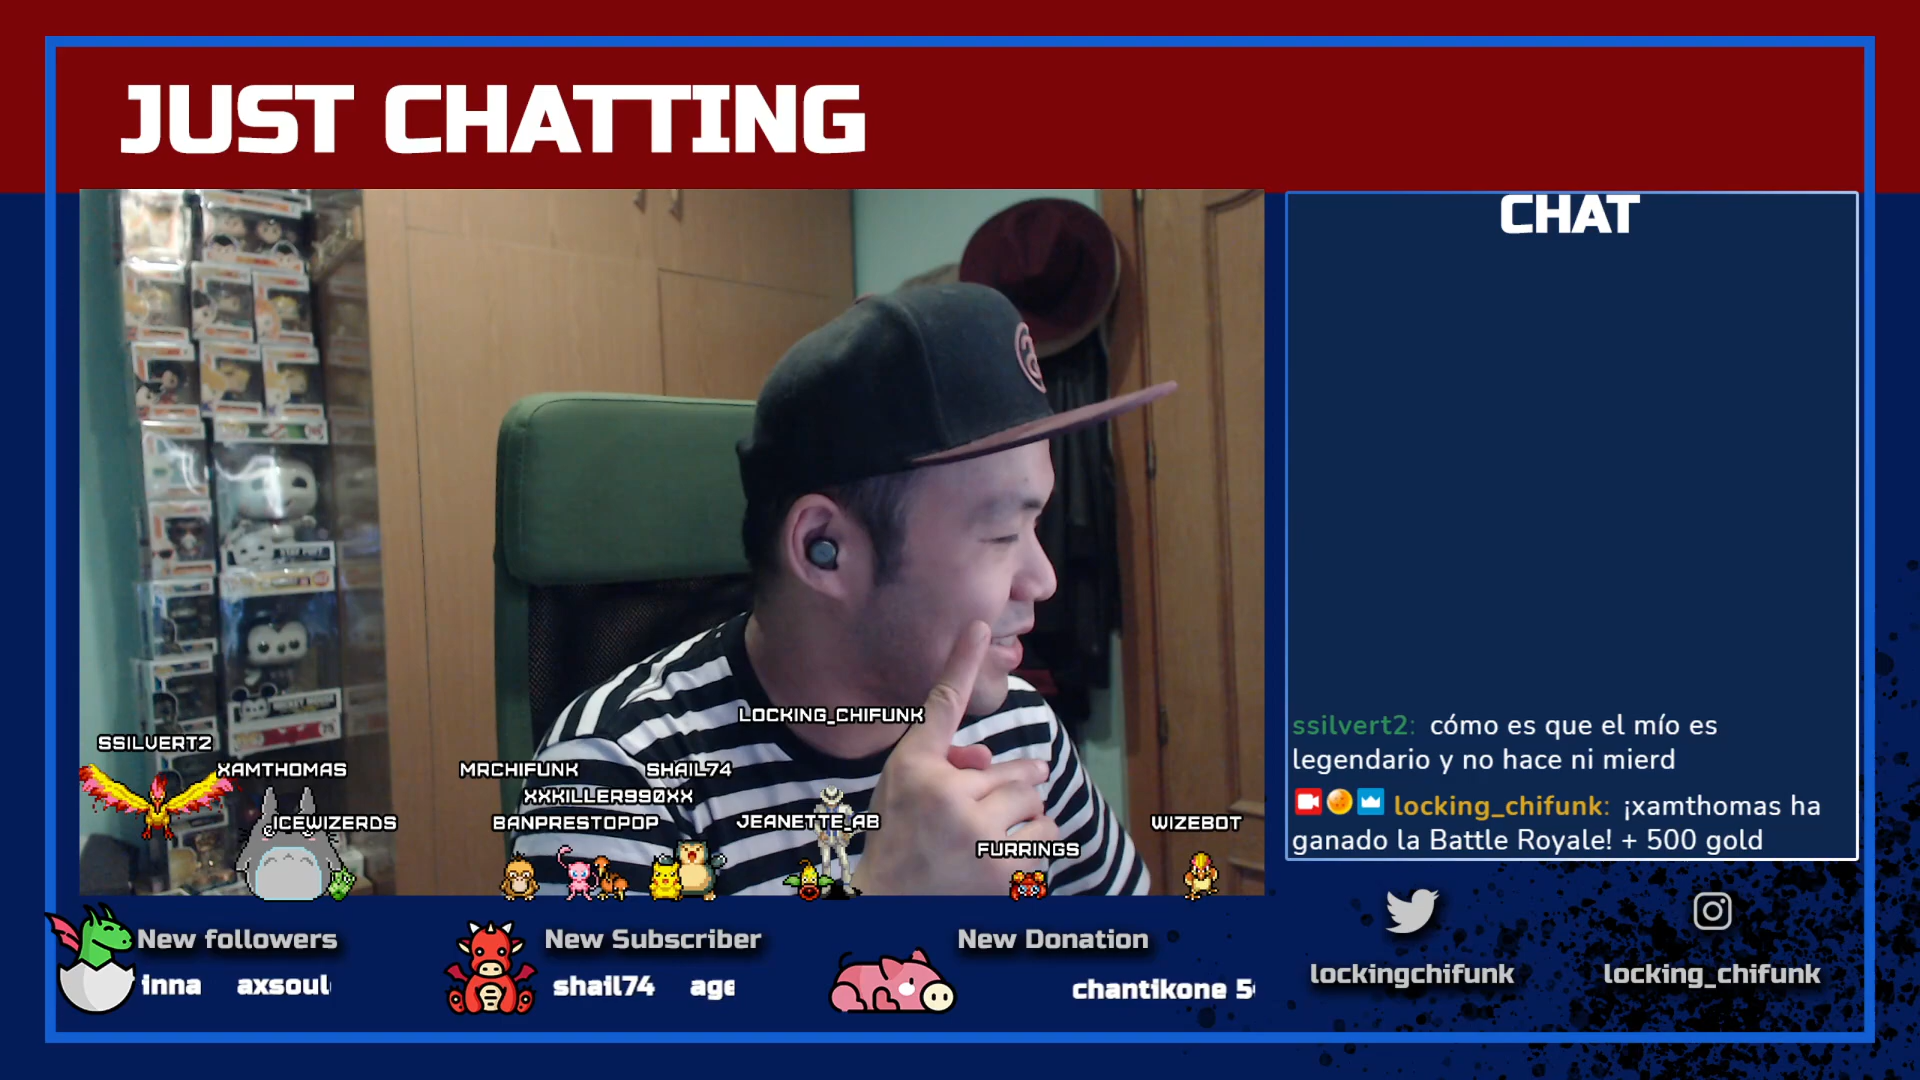 JUST CHATTING
CHAT
LOCKING_CHIFUNK
SSILVERT2
XAMTHOMAS
MRCHIFUNK
SHAIL74
XXKILLER990XX
ICEWIZERDS
BANPRESTOPOP
JEANETTE_AB
WIZEBOT
FURRINGS
ssilvert2: cómo es que el mío es
legendario y no hace ni mierd
locking_chifunk: ¡xamthomas ha
ganado la Battle Royale! + 500 gold
New followers
inna axsoul
New Subscriber
shail74 age
New Donation
chantikone 5
lockingchifunk
locking_chifunk